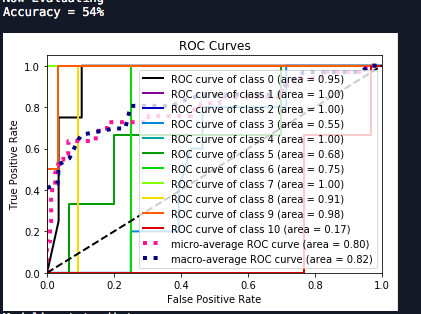 Accuracy = 54%
ROC Curves
True Positive Rate
1.0
0.8
0.6
0.4
0.2
0.0
ROC curve of class 0 (area = 0.95)
ROC curve of class 1 (area = 1.00)
ROC curve of class 2 (area = 1.00)
ROC curve of class 3 (area = 0.55)
ROC curve of class 4 (area = 1.00)
ROC curve of class 5 (area = 0.68)
ROC curve of class 6 (area = 0.75)
ROC curve of class 7 (area = 1.00)
ROC curve of class 8 (area = 0.91)
ROC curve of class 9 (area = 0.98)
ROC curve of class 10 (area = 0.17)
micro-average ROC curve (area = 0.80)
macro-average ROC curve (area = 0.82)
0.0 0.2 0.4 0.6 0.8 1.0
False Positive Rate